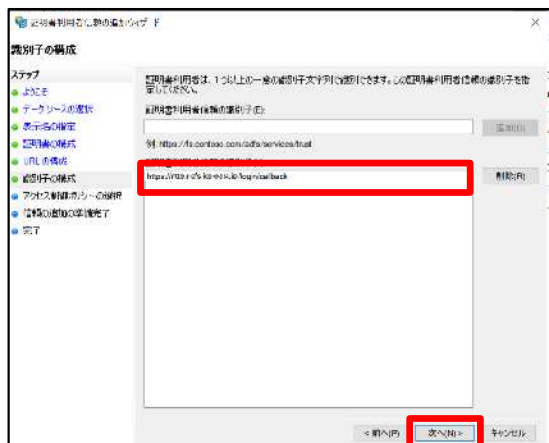 証明書利用者信頼の追加ウィザード
識別子の構成
ステップ
ようこそ
データ ソースの選択
表示名の指定
証明書の構成
URL の構成
識別子の構成
アクセス制御ポリシーの選択
信頼の追加の準備完了
完了
証明書利用者は、1 つ以上の一意の識別子文字列で識別できます。この証明書利用者信頼の識別子を指
定してください。
証明書利用者信頼の識別子(E):
追加(D)
例: https://fs.contoso.com/adfs/services/trust
/login/callback
削除(R)
< 前へ(P)
次へ(N) >
キャンセル